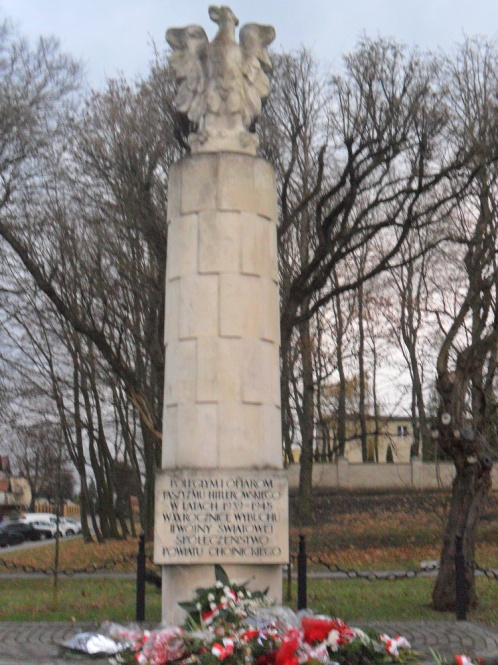 POLEGŁYM I OFIAROM
FASZYZMU HITLEROWSKIEGO
W LATACH 1939-1945
W ROCZNICĘ WYBUCHU
II WOJNY ŚWIATOWEJ
SPOŁECZEŃSTWO
POWIATU CHOJNICKIEGO